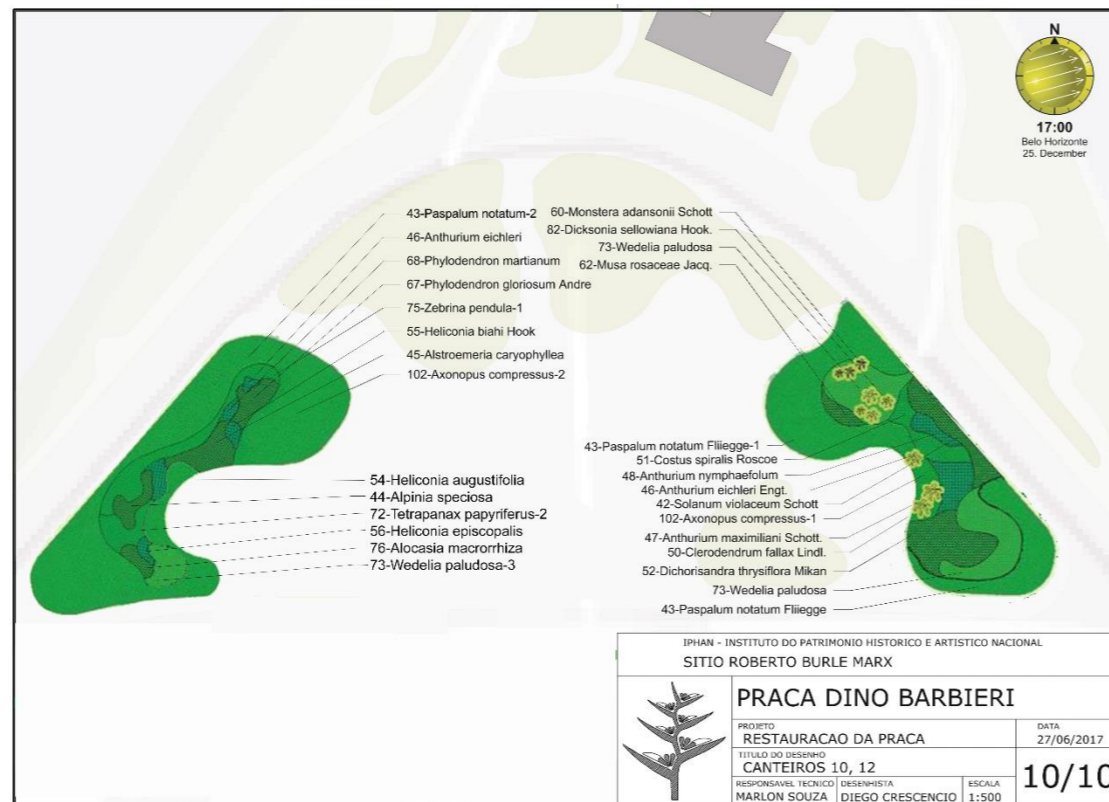 N
17:00
Belo Horizonte
25. December
43-Paspalum notatum-2
46-Anthurium eichleri
68-Phylodendron martianum
67-Phylodendron gloriosum Andre
75-Zebrina pendula-1
55-Heliconia biahi Hook
45-Alstroemeria caryophyllea
102-Axonopus compressus-2
60-Monstera adansonii Schott
82-Dicksonia sellowiana Hook.
73-Wedelia paludosa
62-Musa rosaceae Jacq.
54-Heliconia augustifolia
44-Alpinia speciosa
72-Tetrapanax papyriferus-2
56-Heliconia episcopalis
76-Alocasia macrorrhiza
73-Wedelia paludosa-3
43-Paspalum notatum Fliiegge-1
51-Costus spiralis Roscoe
48-Anthurium nymphaefolum
46-Anthurium eichleri Engt.
42-Solanum violaceum Schott
102-Axonopus compressus-1
47-Anthurium maximiliani Schott.
50-Clerodendrum fallax Lindl.
52-Dichorisandra thrysiflora Mikan
73-Wedelia paludosa
43-Paspalum notatum Fliiegge
IPHAN - INSTITUTO DO PATRIMONIO HISTORICO E ARTISTICO NACIONAL
SITIO ROBERTO BURLE MARX
PRACA DINO BARBIERI
PROJETO
RESTAURACAO DA PRACA
DATA
27/06/2017
TITULO DO DESENHO
CANTEIROS 10, 12
10/10
RESPONSAVEL TECNICO
MARLON SOUZA
DESENHISTA
DIEGO CRESCENCIO
ESCALA
1:500